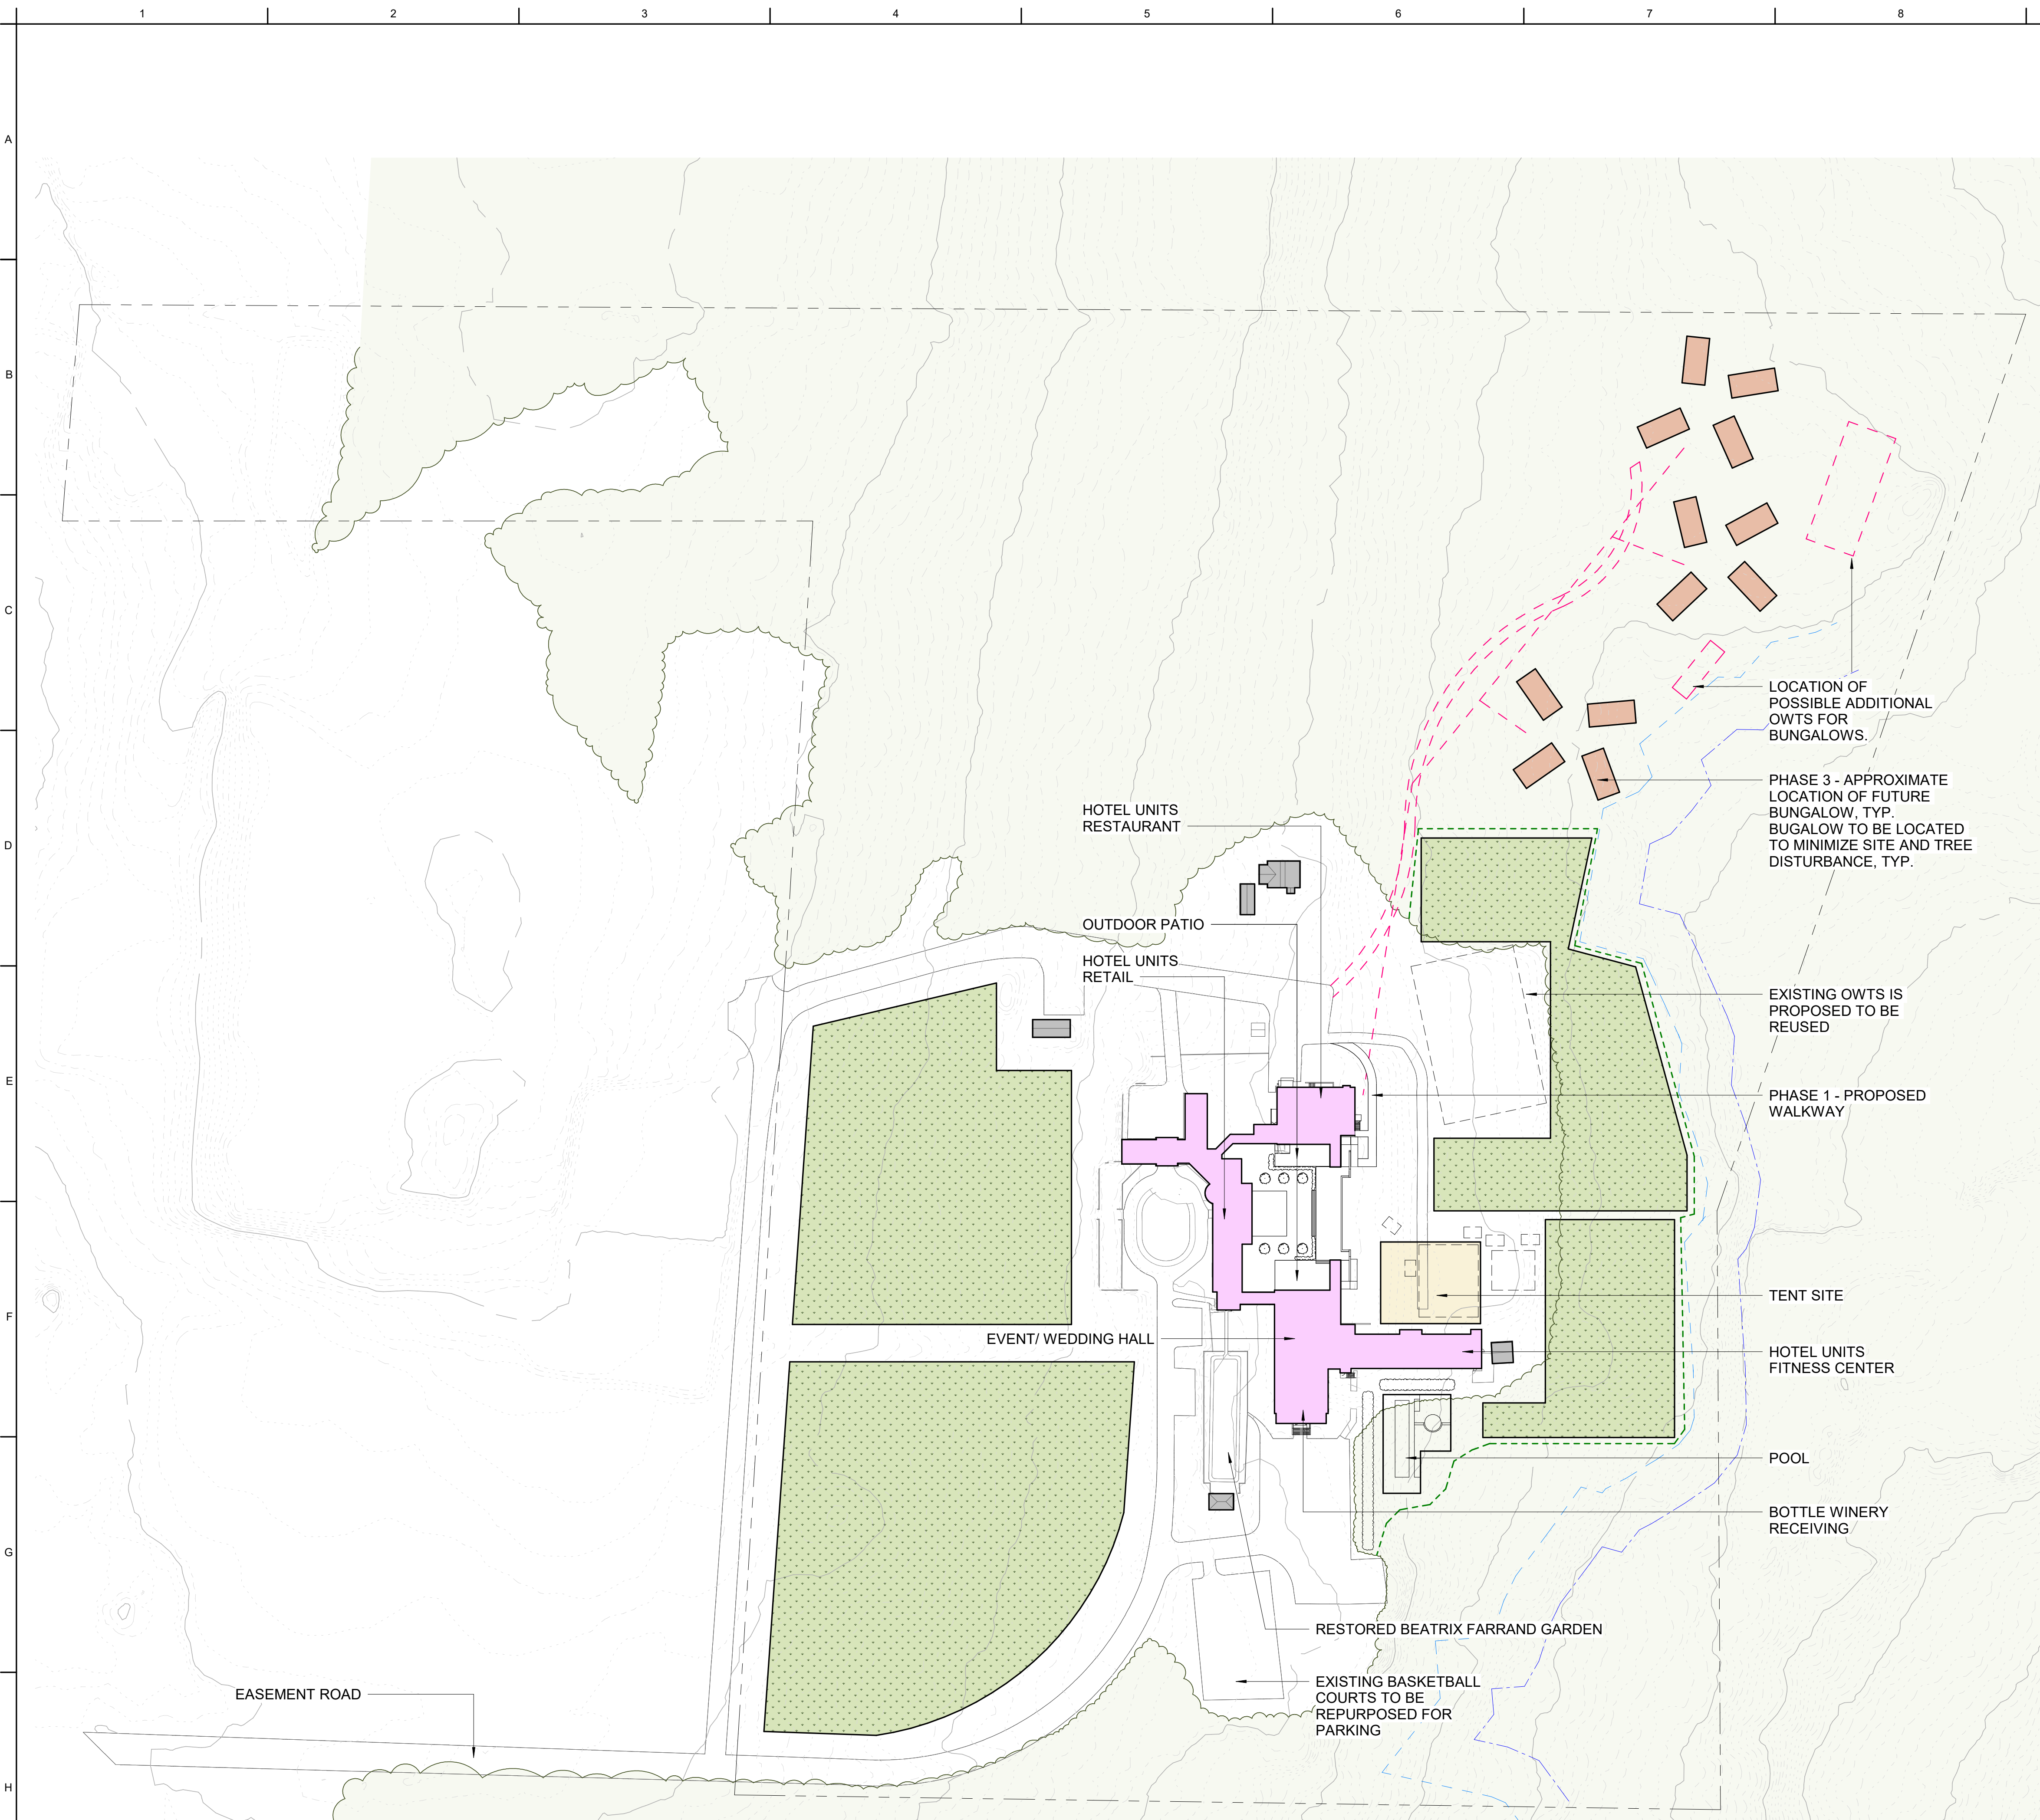 1 2 3 4 5 6 7 8
A
B
C
D
E
F
G
H
LOCATION OF
POSSIBLE ADDITIONAL
OWTS FOR
BUNGALOWS.
PHASE 3 - APPROXIMATE
LOCATION OF FUTURE
BUNGALOW, TYP.
BUGALOW TO BE LOCATED
TO MINIMIZE SITE AND TREE
DISTURBANCE, TYP.
HOTEL UNITS
RESTAURANT
OUTDOOR PATIO
HOTEL UNITS
RETAIL
EXISTING OWTS IS
PROPOSED TO BE
REUSED
PHASE 1 - PROPOSED
WALKWAY
TENT SITE
EVENT/ WEDDING HALL
HOTEL UNITS
FITNESS CENTER
POOL
BOTTLE WINERY
RECEIVING
RESTORED BEATRIX FARRAND GARDEN
EXISTING BASKETBALL
COURTS TO BE
REPURPOSED FOR
PARKING
EASEMENT ROAD